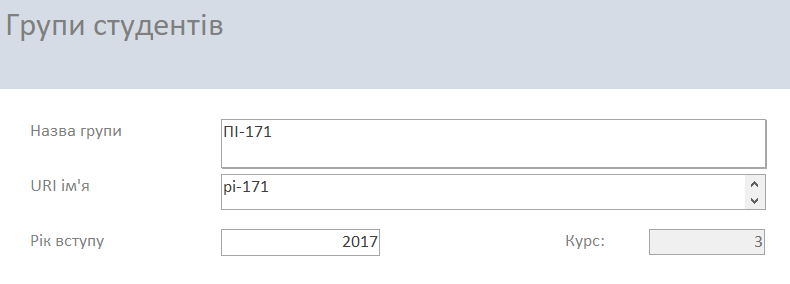 Групи студентів
Назва групи ПІ-171
URI ім'я pi-171
Рік вступу 2017 Курс: 3